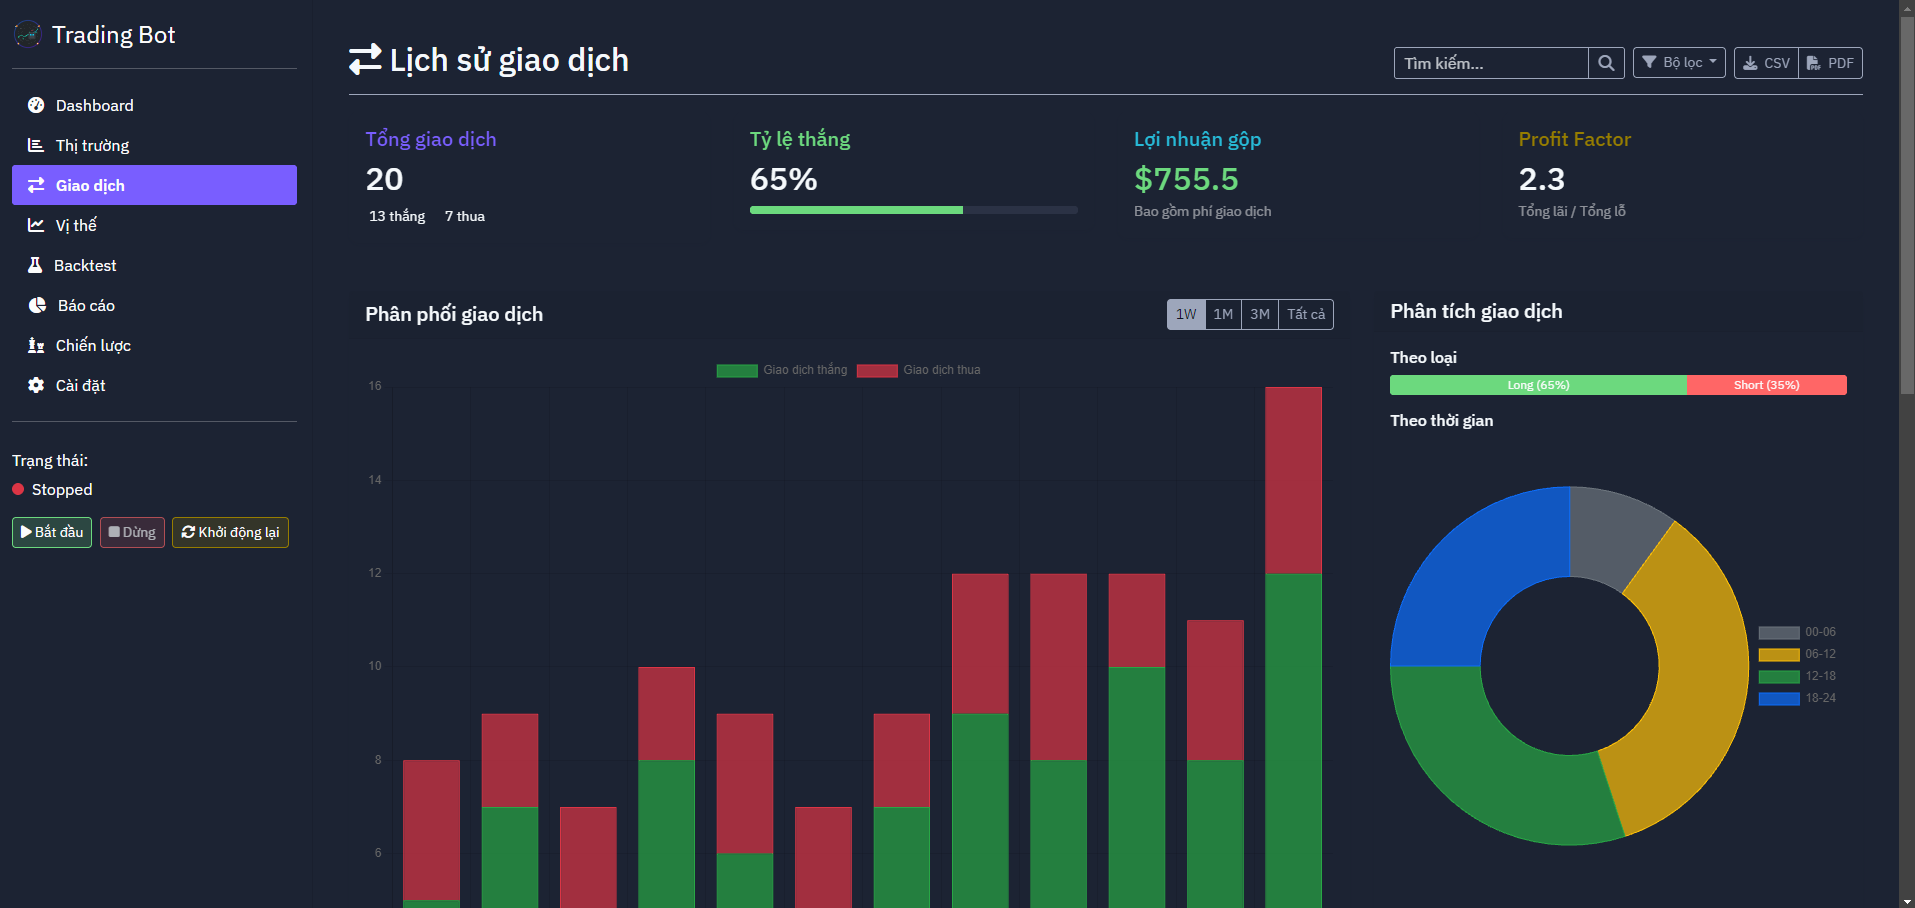 Trading Bot
Dashboard
Thị trường
Giao dịch
Vị thế
Backtest
Báo cáo
Chiến lược
Cài đặt
Trạng thái:
Stopped
Bắt đầu
Dừng
Khởi động lại
Lịch sử giao dịch
Tìm kiếm...
Bộ lọc
CSV
PDF
Tổng giao dịch
20
13 thắng 7 thua
Tỷ lệ thắng
65%
Lợi nhuận gộp
$755.5
Bao gồm phí giao dịch
Profit Factor
2.3
Tổng lãi / Tổng lỗ
Phân phối giao dịch
1W 1M 3M Tất cả
Giao dịch thắng Giao dịch thua
16
14
12
10
8
6
Phân tích giao dịch
Theo loại
Long (65%) Short (35%)
Theo thời gian
00-06
06-12
12-18
18-24